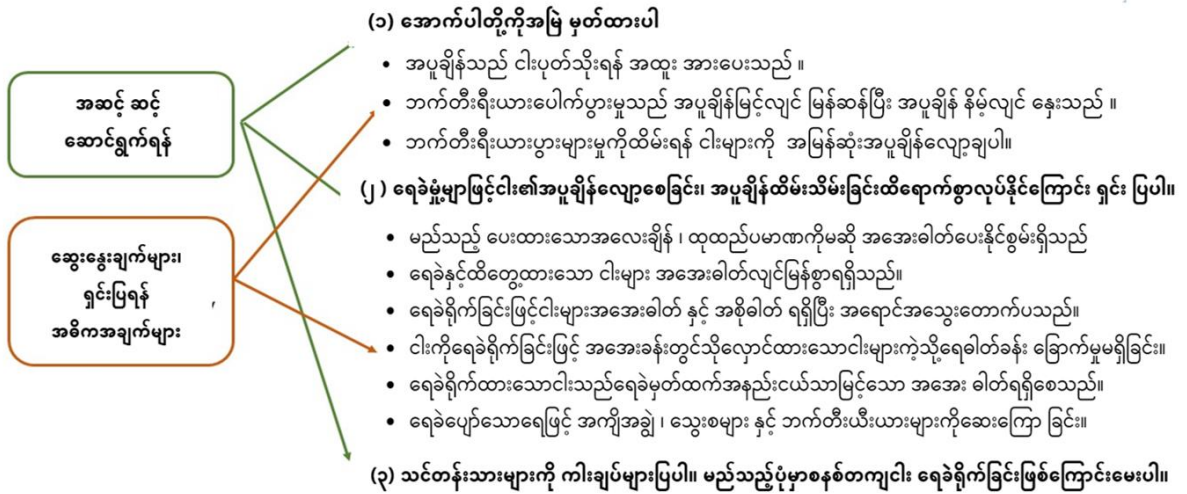 (၁) အောက်ပါတို့ကိုအမြဲ မှတ်ထားပါ
• အပူချိန်သည် ငါးပုတ်သိုးရန် အထူး အားပေးသည် ။
• ဘက်တီးရီးယားပေါက်ပွားမှုသည် အပူချိန်မြင့်လျင် မြန်ဆန်ပြီး အပူချိန် နိမ့်လျင် နှေးသည် ။
• ဘက်တီးရီးယားပွားများမှုကိုထိမ်းရန် ငါးများကို အမြန်ဆုံးအပူချိန်လျော့ချပါ။
အဆင့် ဆင့်
ဆောင်ရွက်ရန်
(၂ ) ရေခဲမှုံ့မျာဖြင့်ငါး၏အပူချိန်လျော့စေခြင်း၊ အပူချိန်ထိမ်းသိမ်းခြင်းထိရောက်စွာလုပ်နိုင်ကြောင်း ရှင်း ပြပါ။
• မည်သည့် ပေးထားသောအလေးချိန် ၊ ထုထည်ပမာဏကိုမဆို အအေးဓါတ်ပေးနိုင်စွမ်းရှိသည်
• ရေခဲနှင့်ထိတွေ့ထားသော ငါးများ အအေးဓါတ်လျင်မြန်စွာရရှိသည်။
• ရေခဲရိုက်ခြင်းဖြင့်ငါးများအအေးဓါတ် နှင့် အစိုဓါတ် ရရှိပြီး အရောင်အသွေးတောက်ပသည်။
• ငါးကိုရေခဲရိုက်ခြင်းဖြင့် အအေးခန်းတွင်သိုလှောင်ထားသောငါးများကဲ့သို့ရေဓါတ်ခန်း ခြောက်မှုမရှိခြင်း။
• ရေခဲရိုက်ထားသောငါးသည်ရေခဲမှတ်ထက်အနည်းငယ်သာမြင့်သော အအေး ဓါတ်ရရှိစေသည်။
• ရေခဲပျော်သောရေဖြင့် အကျိအချွဲ ၊ သွေးစများ နှင့် ဘက်တီးယီးယားများကိုဆေးကြော ခြင်း။
ဆွေးနွေးချက်များ၊
ရှင်းပြရန်
အဓိကအချက်များ
(၃) သင်တန်းသားများကို ကါးချပ်များပြပါ။ မည်သည့်ပုံမှာစနစ်တကျငါး ရေခဲရိုက်ခြင်းဖြစ်ကြောင်းမေးပါ။